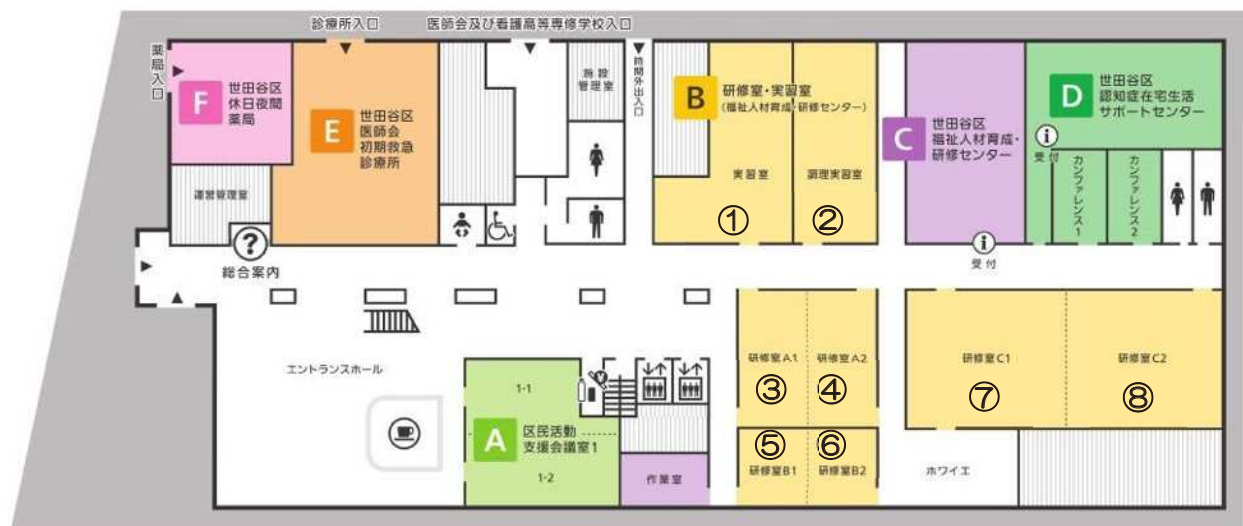 診療所入口
医師会及び看護高等専修学校入口
薬局入口
F
世田谷区
休日夜間
薬局
E
世田谷区
医師会
初期救急
診療所
施設
管理室
時間外出入口
B
研修室・実習室
（福祉人材育成・研修センター）
実習室
①
調理実習室
②
C
世田谷区
福祉人材育成・
研修センター
D
世田谷区
認知症在宅生活
サポートセンター
i
受付
カンファレンス1
カンファレンス2
運営管理室
?
総合案内
i
受付
エントランスホール
1-1
A
区民活動
支援会議室1
1-2
作業室
研修室A1
③
研修室A2
④
⑤
研修室B1
⑥
研修室B2
研修室C1
⑦
研修室C2
⑧
ホワイエ